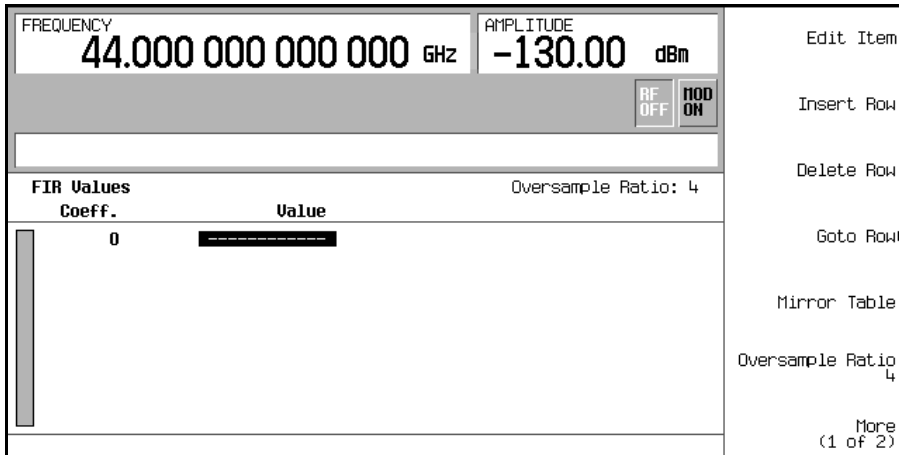 FREQUENCY
44.000 000 000 000 GHz
AMPLITUDE
-130.00 dBm
RF OFF
MOD ON
FIR Values
Oversample Ratio: 4
Coeff. Value
0 ------------
Edit Item
Insert Row
Delete Row
Goto Row
Mirror Table
Oversample Ratio
4
More
(1 of 2)